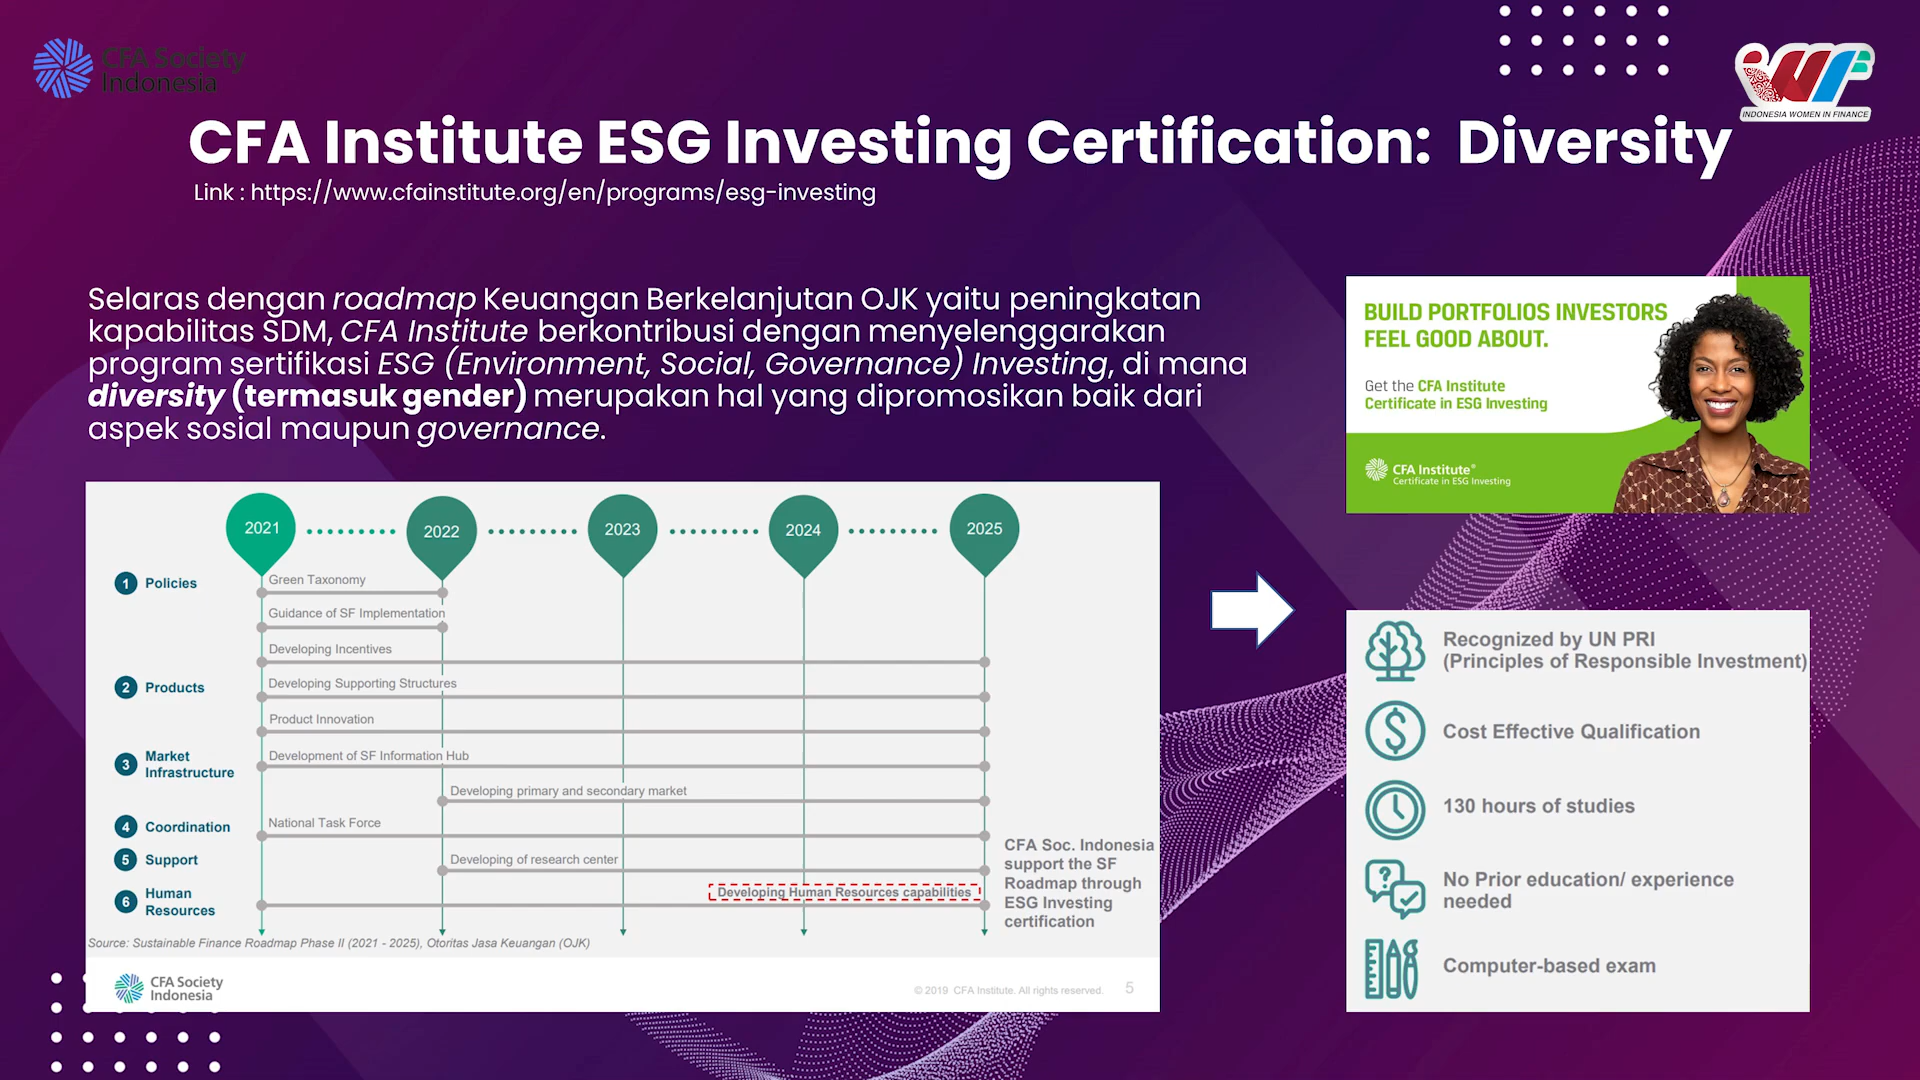 CFA Society
Indonesia
INDONESIA WOMEN IN FINANCE
CFA Institute ESG Investing Certification: Diversity
Link : https://www.cfainstitute.org/en/programs/esg-investing
Selaras dengan roadmap Keuangan Berkelanjutan OJK yaitu peningkatan
kapabilitas SDM, CFA Institute berkontribusi dengan menyelenggarakan
program sertifikasi ESG (Environment, Social, Governance) Investing, di mana
diversity (termasuk gender) merupakan hal yang dipromosikan baik dari
aspek sosial maupun governance.
BUILD PORTFOLIOS INVESTORS
FEEL GOOD ABOUT.
Get the CFA Institute
Certificate in ESG Investing
CFA Institute®
Certificate in ESG Investing
2021
2022
2023
2024
2025
1 Policies
Green Taxonomy
Guidance of SF Implementation
Developing Incentives
2 Products
Developing Supporting Structures
Product Innovation
3 Market
Infrastructure
Development of SF Information Hub
Developing primary and secondary market
4 Coordination
National Task Force
5 Support
Developing of research center
6 Human
Resources
Developing Human Resources capabilities
CFA Soc. Indonesia
support the SF
Roadmap through
ESG Investing
certification
Source: Sustainable Finance Roadmap Phase II (2021 - 2025), Otoritas Jasa Keuangan (OJK)
CFA Society
Indonesia
© 2019 CFA Institute. All rights reserved.
5
Recognized by UN PRI
(Principles of Responsible Investment)
Cost Effective Qualification
130 hours of studies
No Prior education/ experience
needed
Computer-based exam